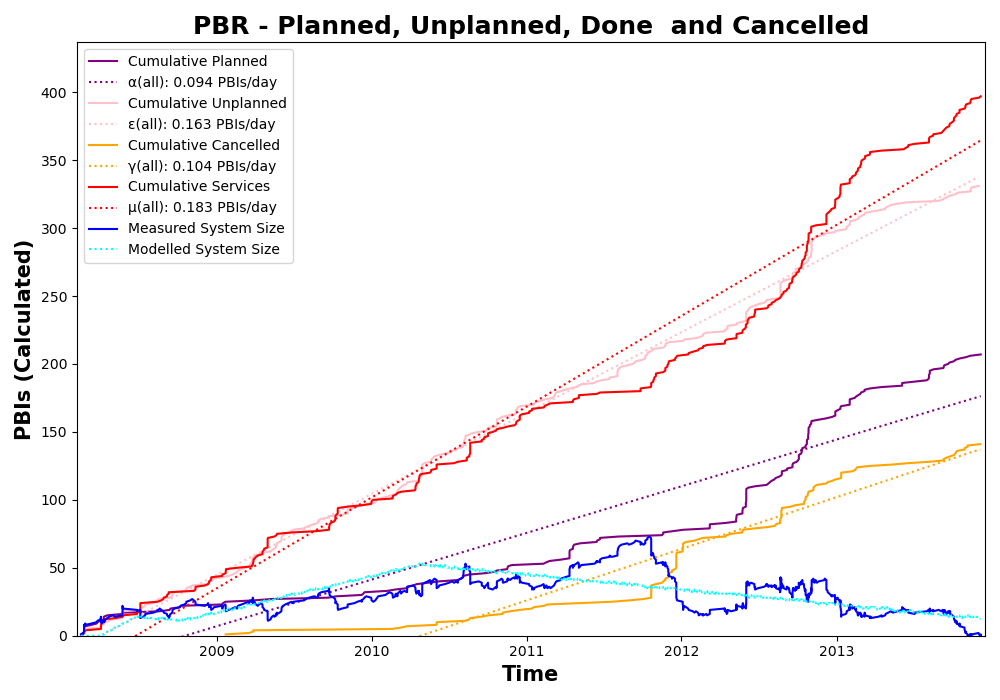 PBR - Planned, Unplanned, Done  and Cancelled
Cumulative Planned
α(all): 0.094 PBIs/day
Cumulative Unplanned
ε(all): 0.163 PBIs/day
Cumulative Cancelled
γ(all): 0.104 PBIs/day
Cumulative Services
μ(all): 0.183 PBIs/day
Measured System Size
Modelled System Size
PBIs (Calculated)
400
350
300
250
200
150
100
50
0
2009 2010 2011 2012 2013
Time